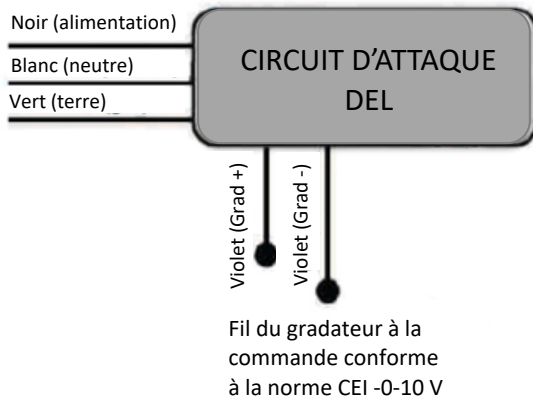 Noir (alimentation)
Blanc (neutre)
Vert (terre)
CIRCUIT D’ATTAQUE
DEL
Violet (Grad +)
Violet (Grad -)
Fil du gradateur à la
commande conforme
à la norme CEI -0-10 V